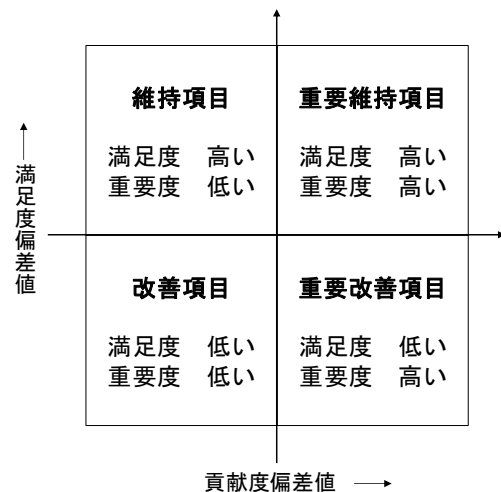 維持項目
満足度　高い
重要度　低い
重要維持項目
満足度　高い
重要度　高い
満足度偏差値
改善項目
満足度　低い
重要度　低い
重要改善項目
満足度　低い
重要度　高い
貢献度偏差値